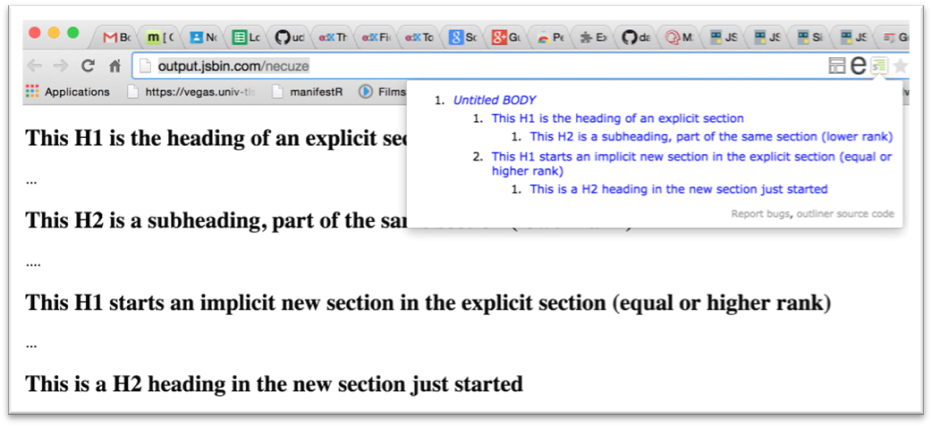 Bc
m [ C
Nc
Lc
uc
Th
Fi
To
Sc
Gu
Pe
Ex
da
M
JS
JS
Si
JS
G
output.jsbin.com/necuze
Applications https://vegas.univ-tic manifestR Films
1. Untitled BODY
1. This H1 is the heading of an explicit section
1. This H2 is a subheading, part of the same section (lower rank)
2. This H1 starts an implicit new section in the explicit section (equal or
higher rank)
1. This is a H2 heading in the new section just started
Report bugs, outliner source code
This H1 is the heading of an explicit sec
...
This H2 is a subheading, part of the sa
....
This H1 starts an implicit new section in the explicit section (equal or higher rank)
...
This is a H2 heading in the new section just started